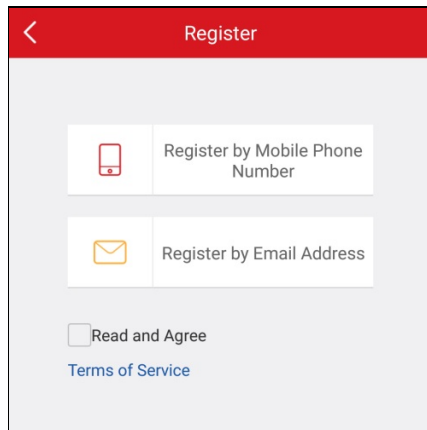 Register
Register by Mobile Phone
Number
Register by Email Address
Read and Agree
Terms of Service